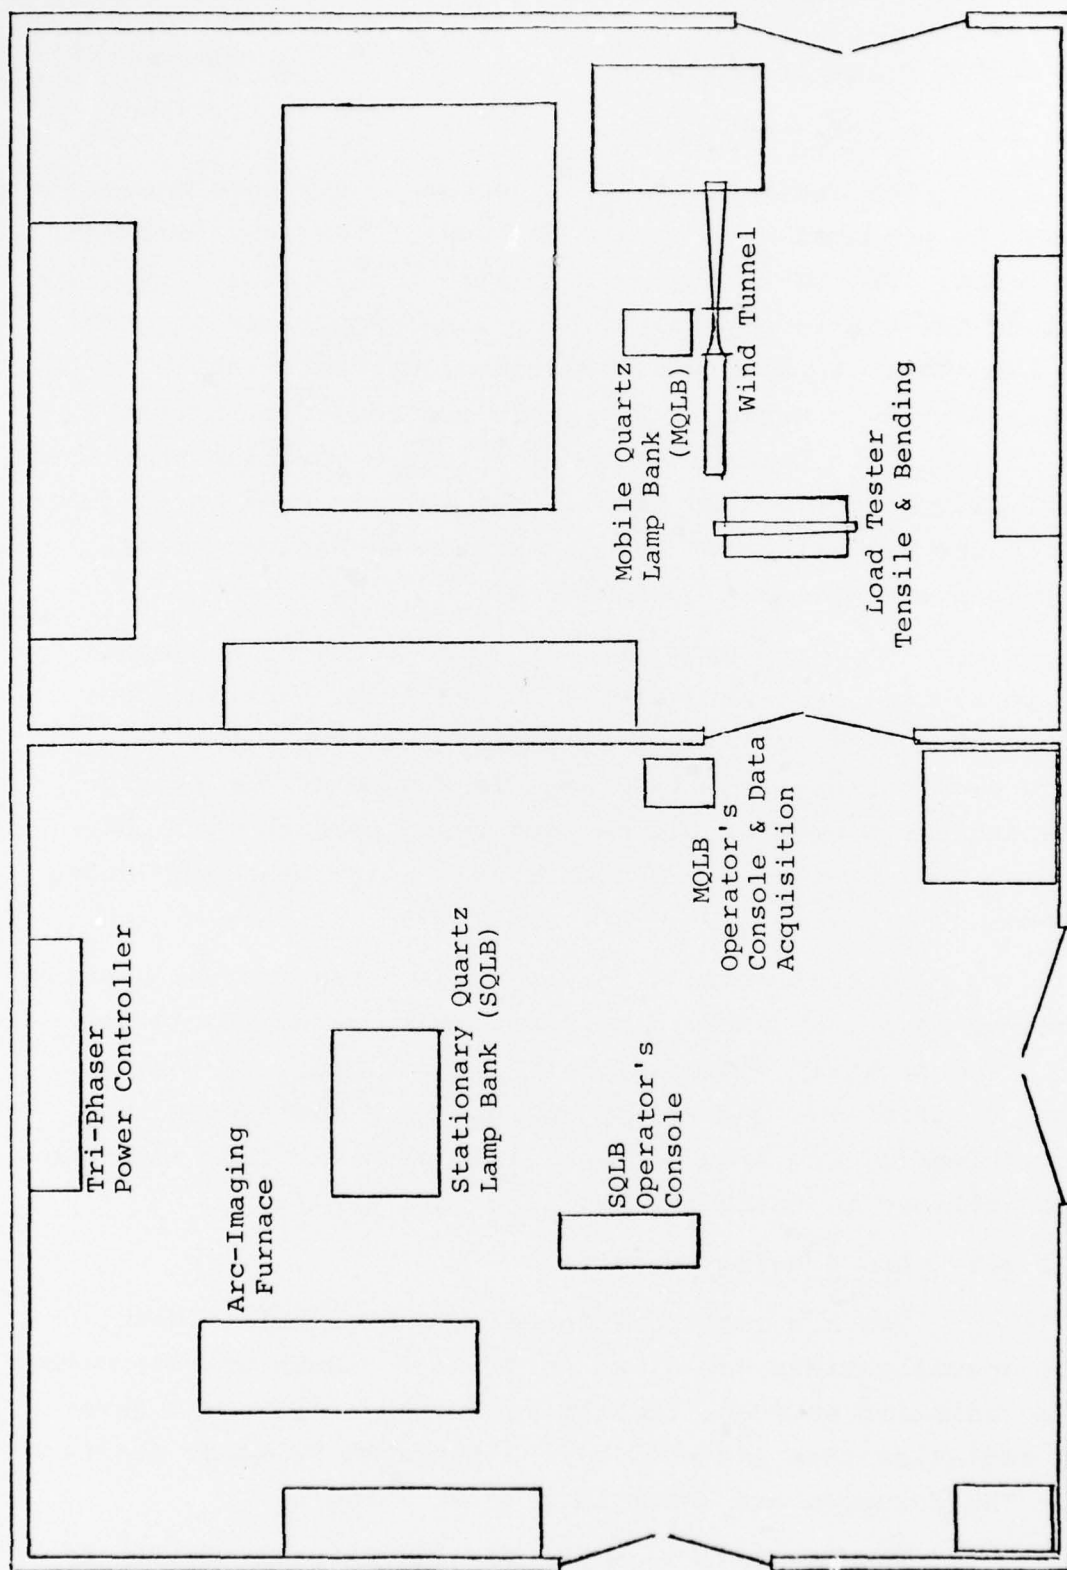 Tri-Phaser
Power Controller
Arc-Imaging
Furnace
Stationary Quartz
Lamp Bank (SQLB)
SQLB
Operator's
Console
MQLB
Operator's
Console & Data
Acquisition
Mobile Quartz
Lamp Bank
(MQLB)
Wind Tunnel
Load Tester
Tensile & Bending